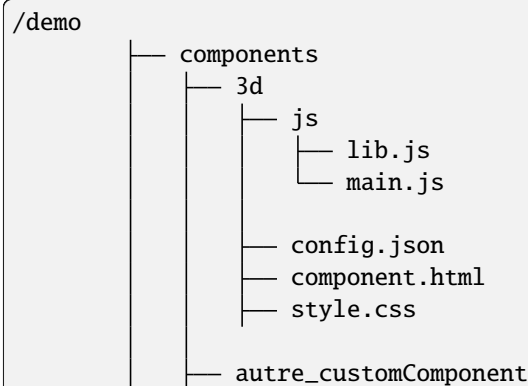 /demo
├── components
│ ├── 3d
│ │ ├── js
│ │ │ ├── lib.js
│ │ │ └── main.js
│ │ │
│ │ ├── config.json
│ │ ├── component.html
│ │ ├── style.css
│ │
│ ├── autre_customComponent